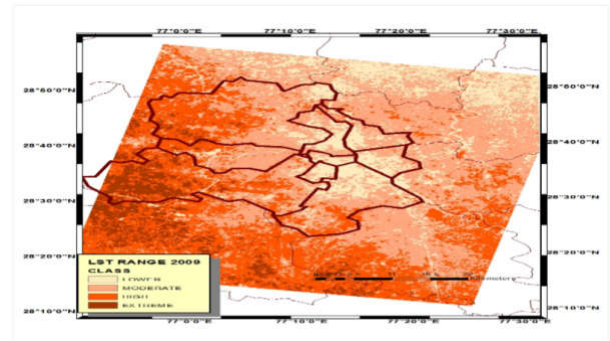 77°0'0"E 77°10'0"E 77°20'0"E 77°30'0"E
28°50'0"N 28°50'0"N
28°40'0"N 28°40'0"N
28°30'0"N 28°30'0"N
28°20'0"N 28°20'0"N
28°10'0"N 28°10'0"N
LST RANGE 2009
CLASS
LOWER
MODERATE
HIGH
EXTREME
Kilometers
77°0'0"E 77°10'0"E 77°20'0"E 77°30'0"E